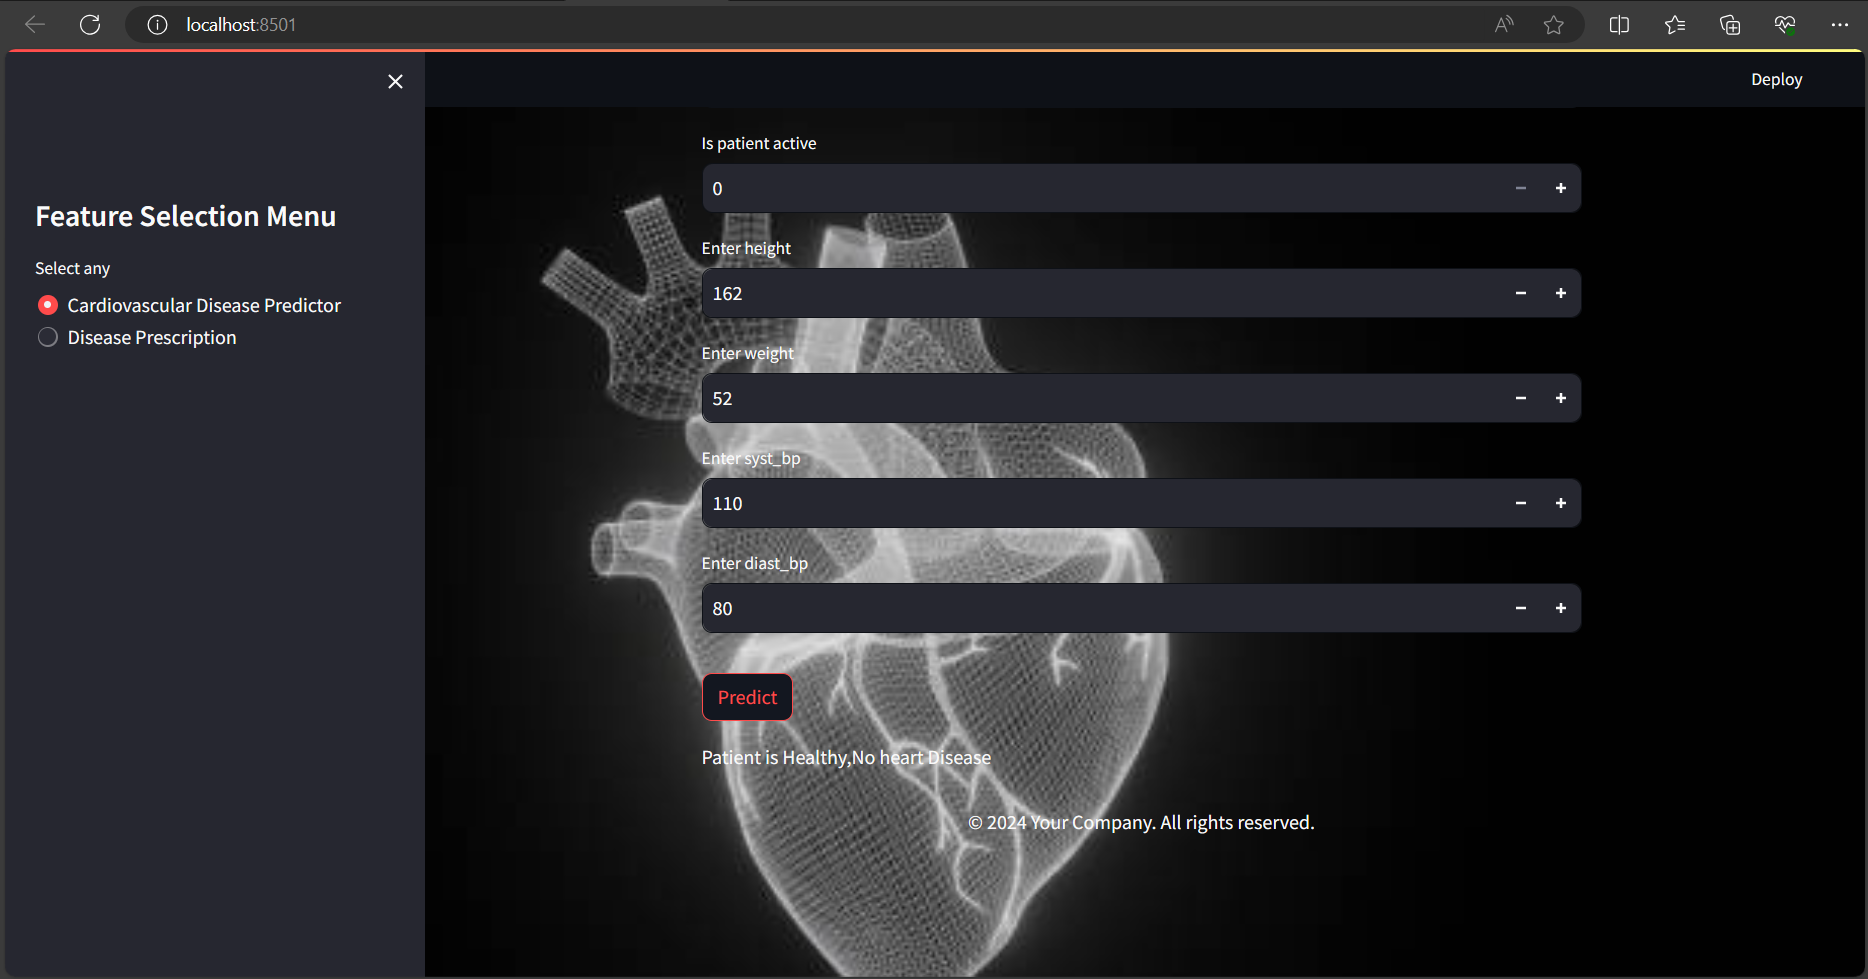 localhost:8501
Deploy
Feature Selection Menu
Select any
Cardiovascular Disease Predictor
Disease Prescription
Is patient active
0
Enter height
162
Enter weight
52
Enter syst_bp
110
Enter diast_bp
80
Predict
Patient is Healthy,No heart Disease
© 2024 Your Company. All rights reserved.